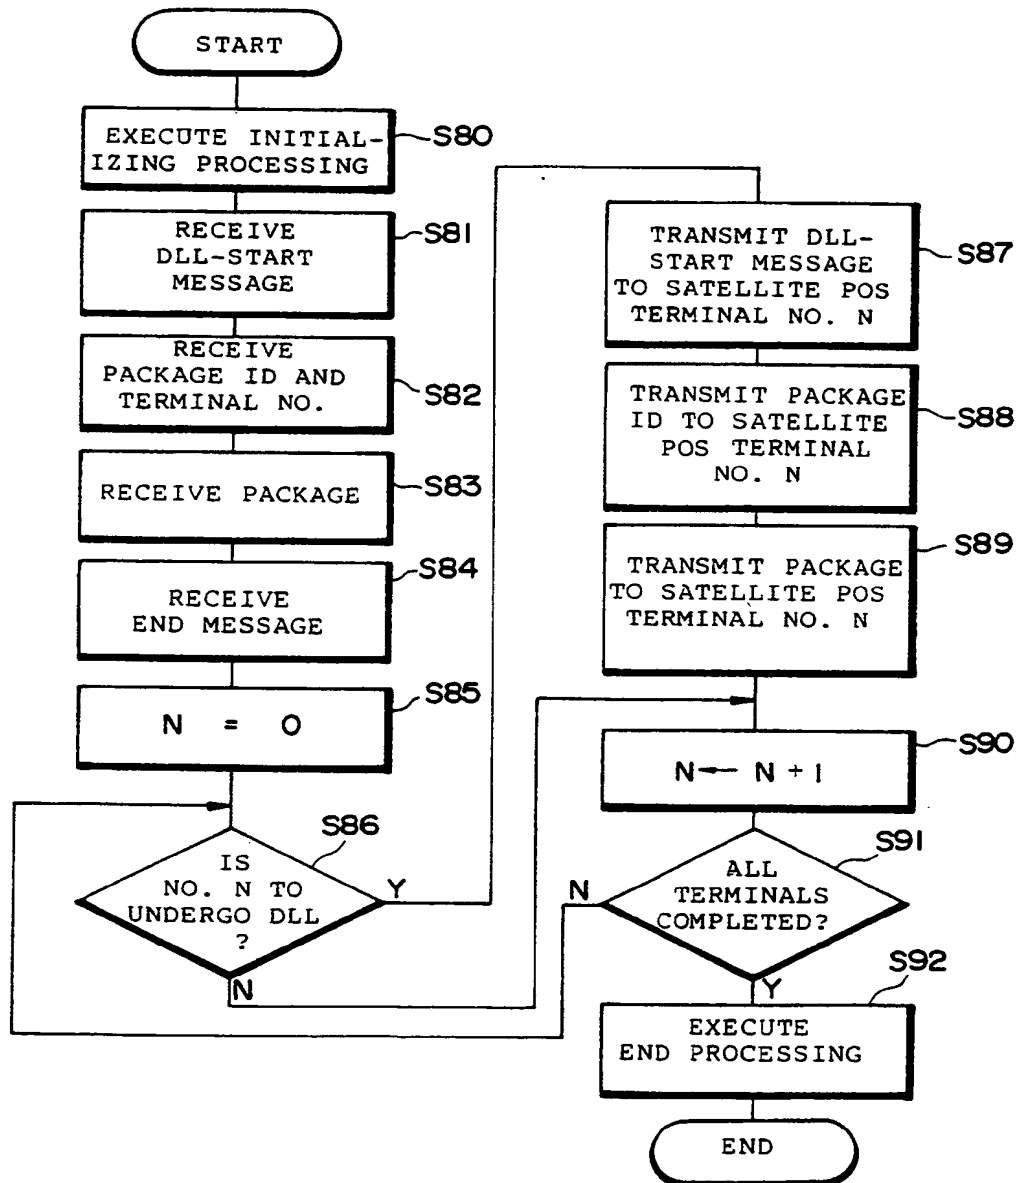 START
EXECUTE INITIAL-
IZING PROCESSING
S80
RECEIVE
DLL-START
MESSAGE
S81
RECEIVE
PACKAGE ID AND
TERMINAL NO.
S82
RECEIVE PACKAGE
S83
RECEIVE
END MESSAGE
S84
N = 0
S85
IS
NO. N TO
UNDERGO DLL
?
S86
Y
N
TRANSMIT DLL-
START MESSAGE
TO SATELLITE POS
TERMINAL NO. N
S87
TRANSMIT PACKAGE
ID TO SATELLITE
POS TERMINAL
NO. N
S88
TRANSMIT PACKAGE
TO SATELLITE POS
TERMINAL NO. N
S89
N ← N + 1
S90
ALL
TERMINALS
COMPLETED?
S91
N
Y
EXECUTE
END PROCESSING
S92
END